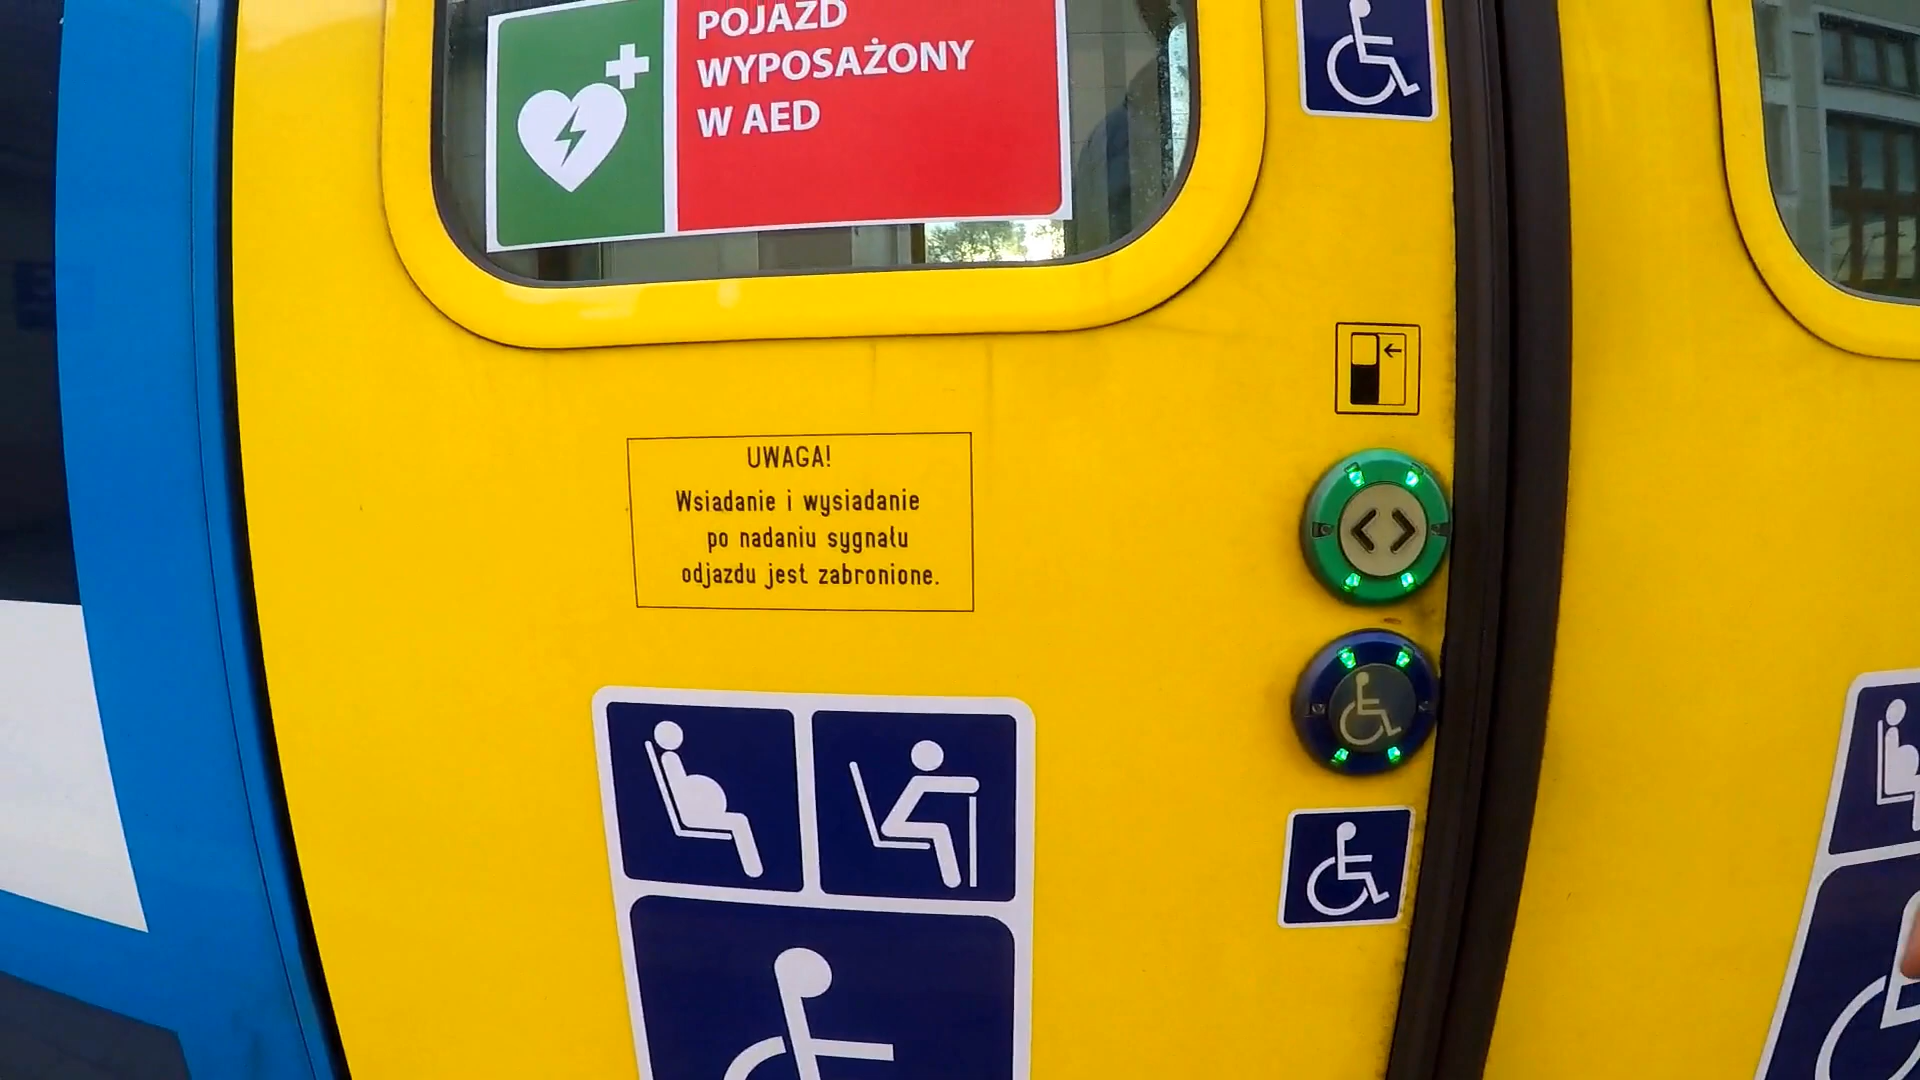 POJAZD
WYPOSAŻONY
W AED
UWAGA!
Wsiadanie i wysiadanie
po nadaniu sygnału
odjazdu jest zabronione.